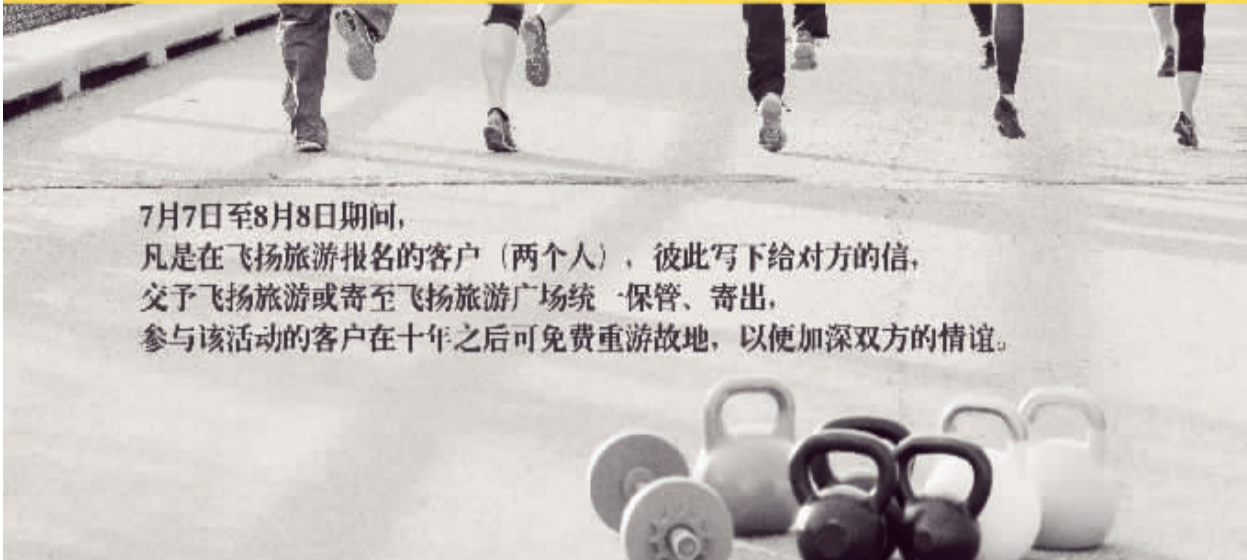 7月7日至8月8日期间，
凡是在飞扬旅游报名的客户（两个人），彼此写下给对方的信，
交予飞扬旅游或寄至飞扬旅游广场统一保管、寄出，
参与该活动的客户在十年之后可免费重游故地，以便加深双方的情谊。